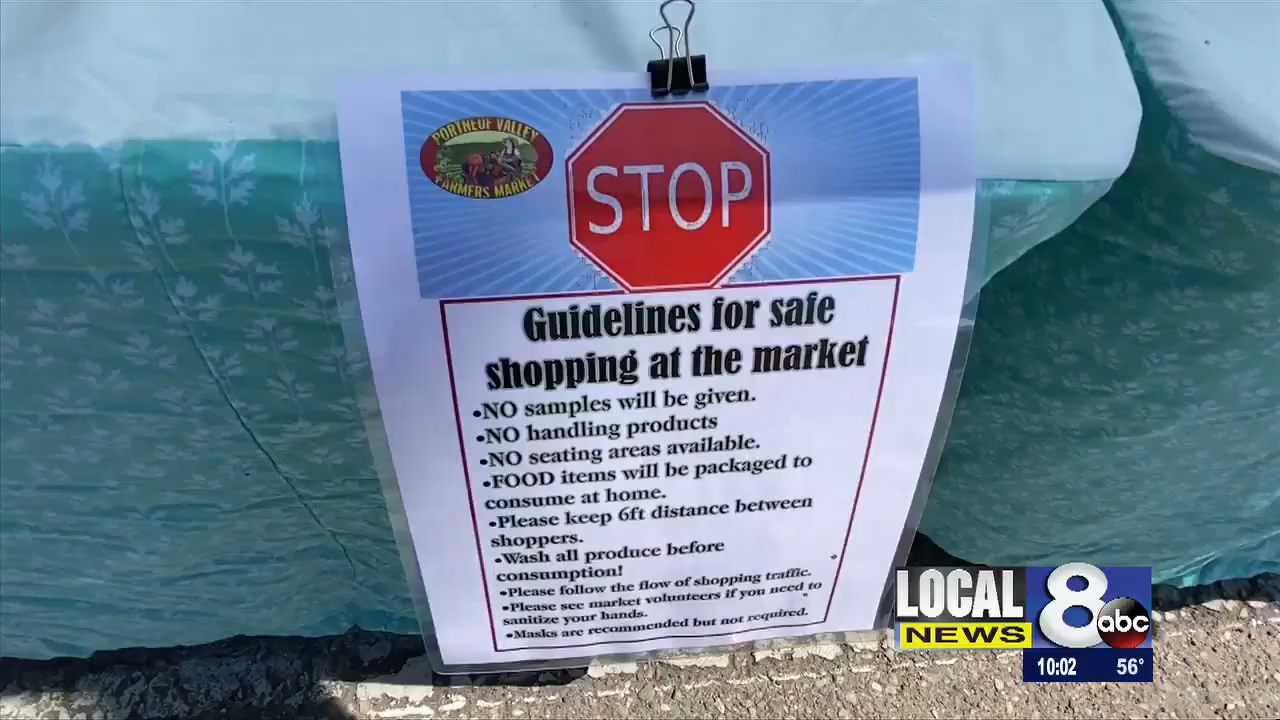 PORTNEUF VALLEY
FARMERS MARKET
STOP
Guidelines for safe
shopping at the market
•NO samples will be given.
•NO handling products
•NO seating areas available.
•FOOD items will be packaged to
consume at home.
•Please keep 6ft distance between
shoppers.
•Wash all produce before
consumption!
•Please follow the flow of shopping traffic.
•Please see market volunteers if you need to
sanitize your hands.
•Masks are recommended but not required.
LOCAL
NEWS
8
abc
10:02 56°